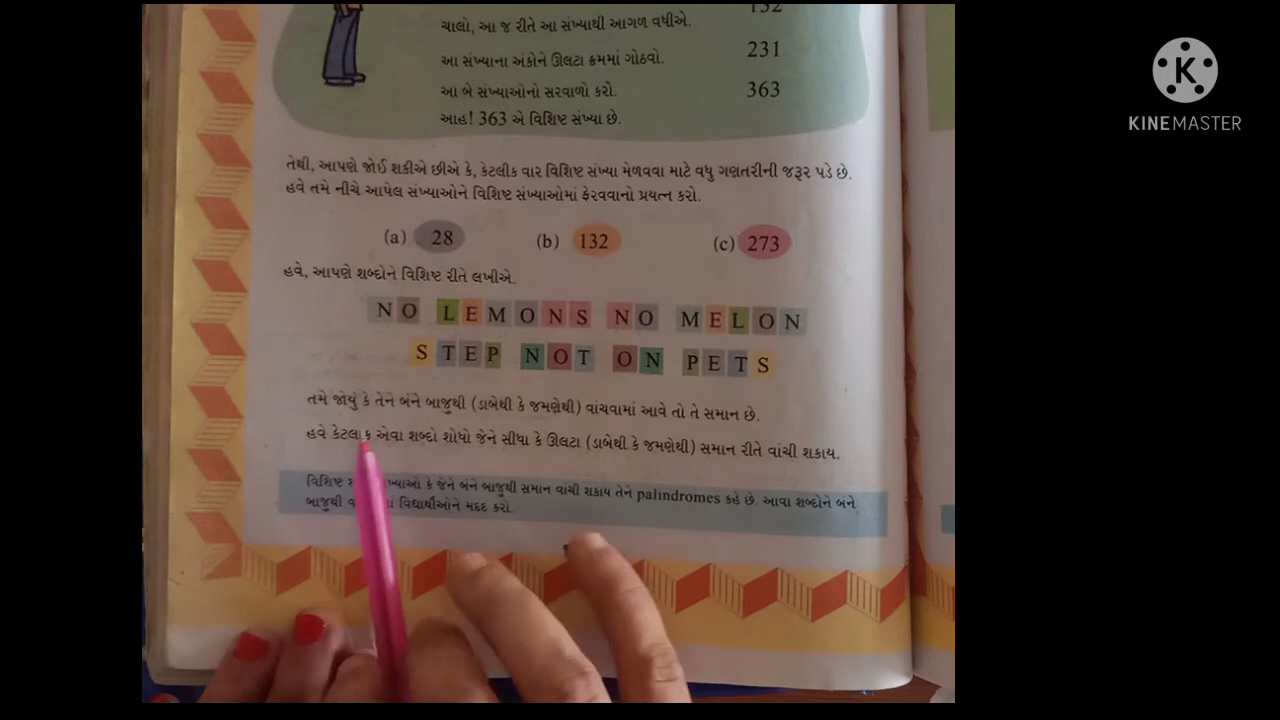 132
ચાલો, આ જ રીતે આ સંખ્યાથી આગળ વધીએ.
આ સંખ્યાના અંકોને ઊલટા ક્રમમાં ગોઠવો. 231
આ બે સંખ્યાઓનો સરવાળો કરો. 363
આહ! 363 એ વિશિષ્ટ સંખ્યા છે.
તેથી, આપણે જોઈ શકીએ છીએ કે, કેટલીક વાર વિશિષ્ટ સંખ્યા મેળવવા માટે વધુ ગણતરીની જરૂર પડે છે.
હવે તમે નીચે આપેલ સંખ્યાઓને વિશિષ્ટ સંખ્યાઓમાં ફેરવવાનો પ્રયત્ન કરો.
(a) 28 (b) 132 (c) 273
હવે, આપણે શબ્દોને વિશિષ્ટ રીતે લખીએ.
NO LEMONS NO MELON
STEP NOT ON PETS
તમે જોયું કે તેને બંને બાજુથી (ડાબેથી કે જમણેથી) વાંચવામાં આવે તો તે સમાન છે.
હવે કેટલાક એવા શબ્દો શોધો જેને સીધા કે ઊલટા (ડાબેથી કે જમણેથી) સમાન રીતે વાંચી શકાય.
વિશિષ્ટ કે જેને બંને બાજુથી સમાન વાંચી શકાય તેને palindromes કહે છે. આવા શબ્દોને બંને
બાજુથી વિદ્યાર્થીઓને મદદ કરો.
KINEMASTER